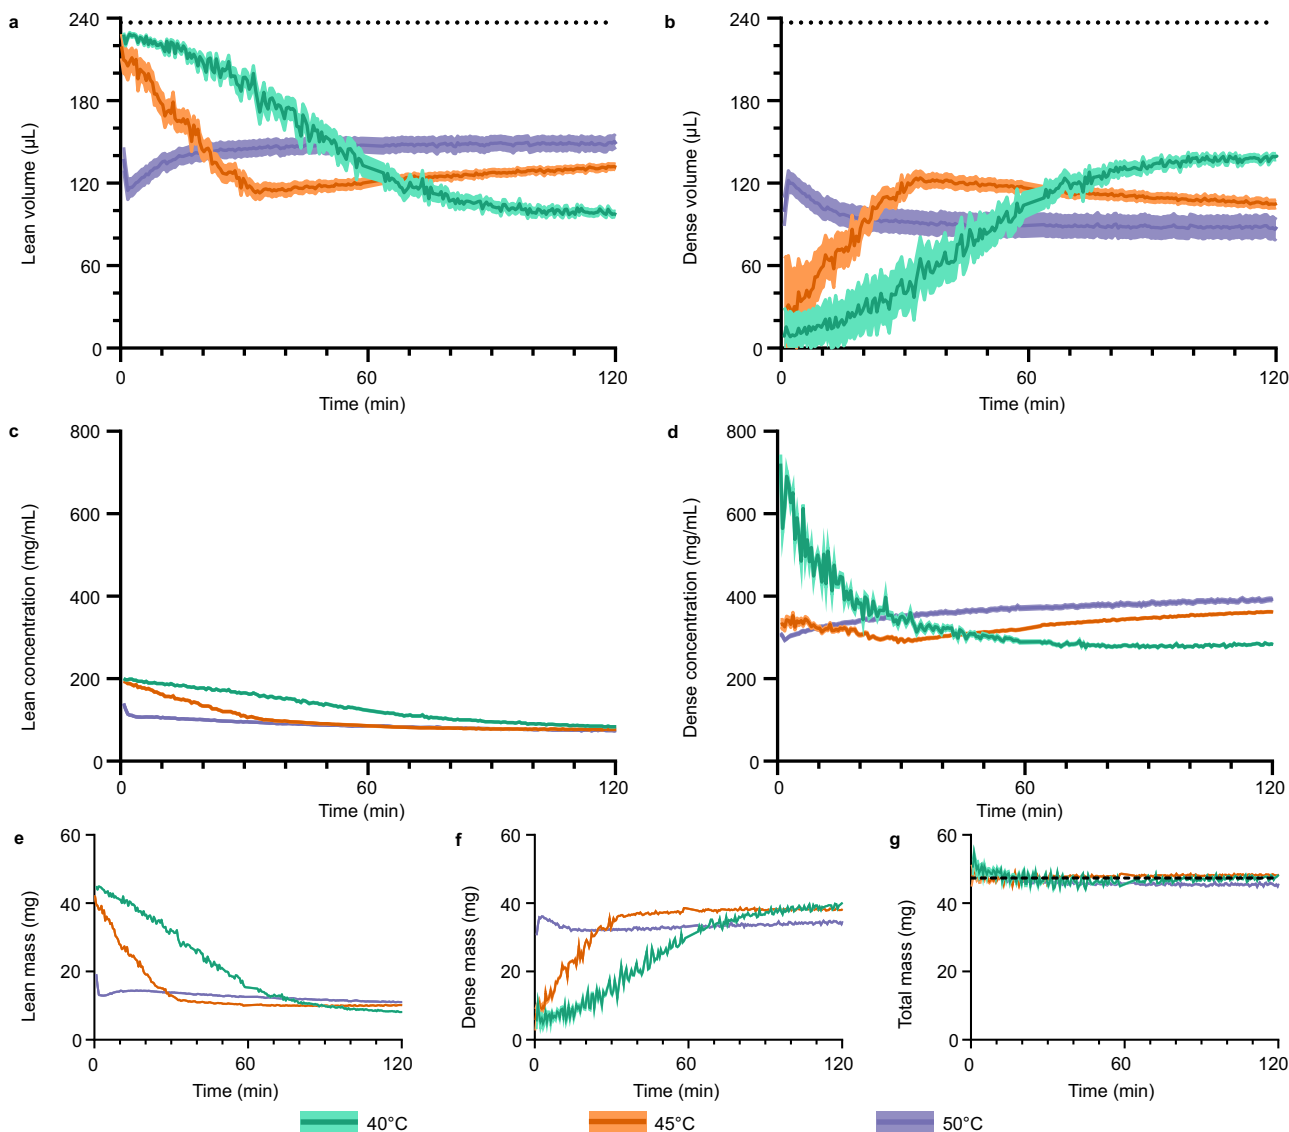 a
240
180
120
60
0
Lean volume (µL)
0
60
120
Time (min)
b
240
180
120
60
0
Dense volume (µL)
0
60
120
Time (min)
c
800
600
400
200
0
Lean concentration (mg/mL)
0
60
120
Time (min)
d
800
600
400
200
0
Dense concentration (mg/mL)
0
60
120
Time (min)
e
60
40
20
0
Lean mass (mg)
0
60
120
Time (min)
f
60
40
20
0
Dense mass (mg)
0
60
120
Time (min)
g
60
40
20
0
Total mass (mg)
0
60
120
Time (min)
40°C
45°C
50°C